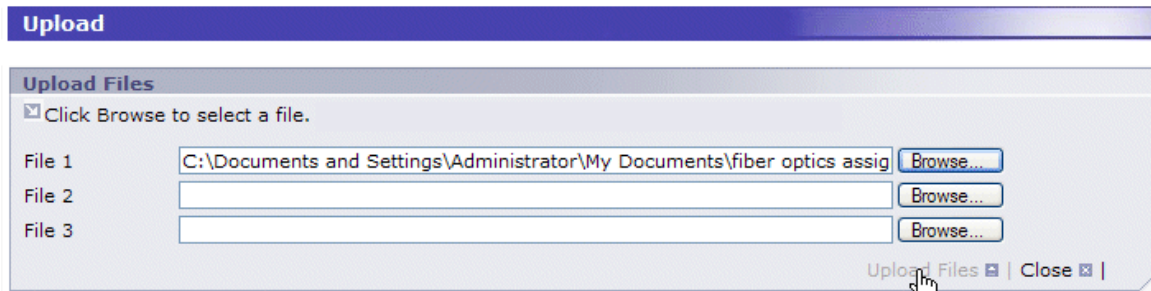 Upload
Upload Files
Click Browse to select a file.
File 1 C:\Documents and Settings\Administrator\My Documents\fiber optics assig Browse...
File 2 Browse...
File 3 Browse...
Upload Files | Close |